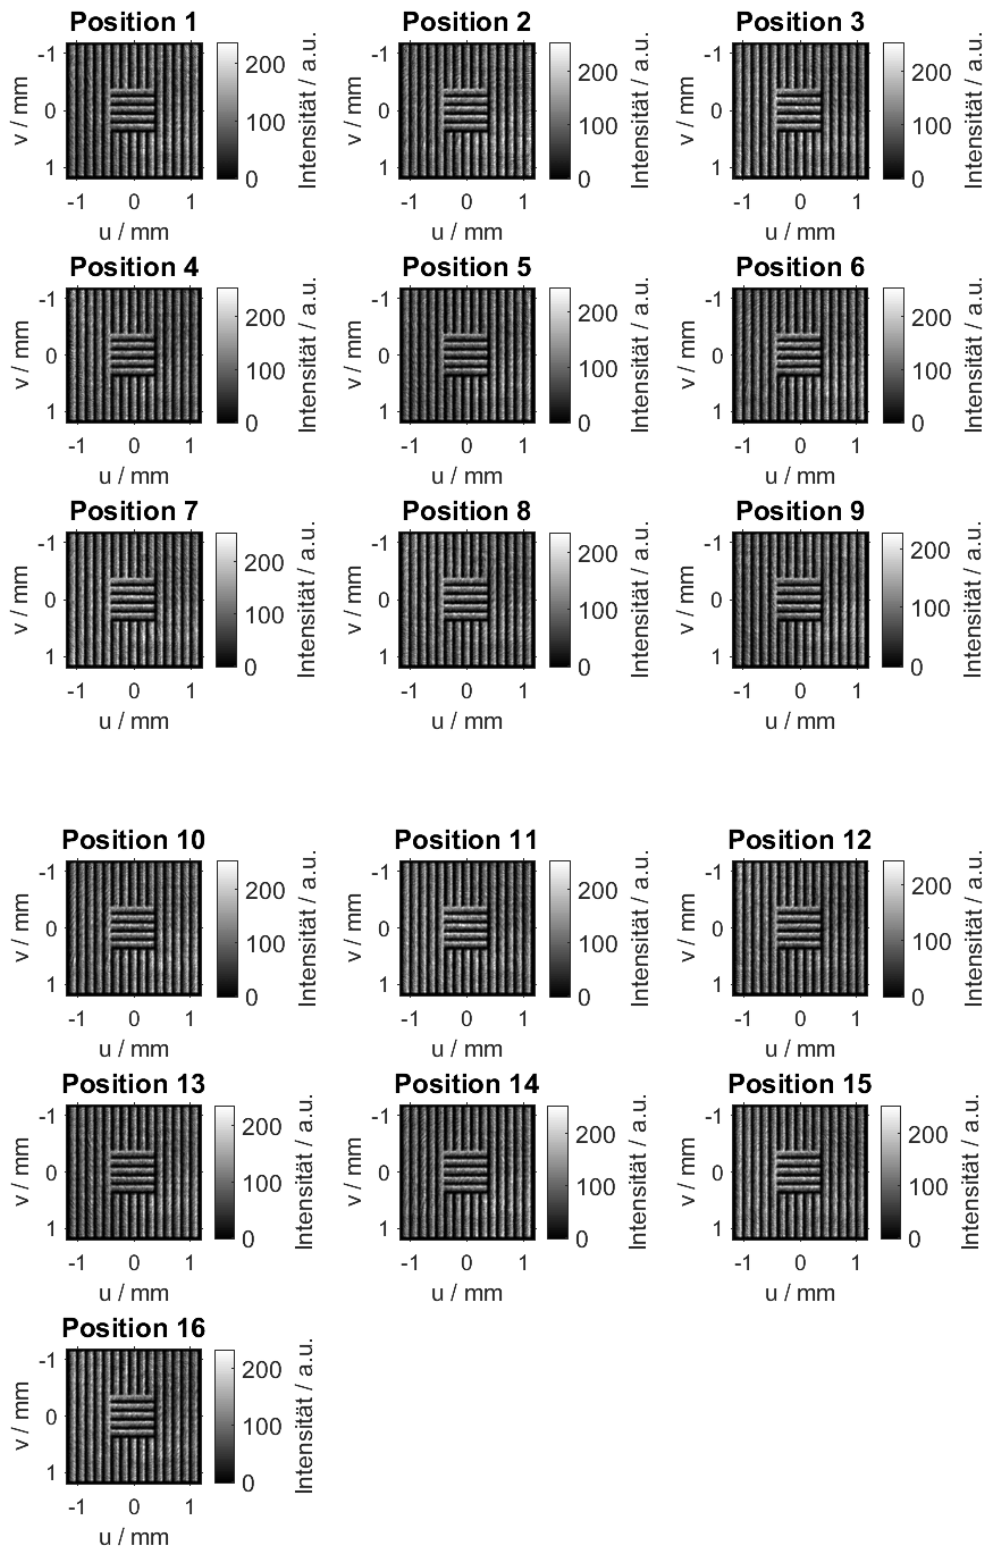 Position 1 Position 2 Position 3
-1 0 1 v / mm -1 0 1 u / mm 200 100 0 Intensität / a.u.
-1 0 1 v / mm -1 0 1 u / mm 200 100 0 Intensität / a.u.
-1 0 1 v / mm -1 0 1 u / mm 200 100 0 Intensität / a.u.
Position 4 Position 5 Position 6
-1 0 1 v / mm -1 0 1 u / mm 200 100 0 Intensität / a.u.
-1 0 1 v / mm -1 0 1 u / mm 200 100 0 Intensität / a.u.
-1 0 1 v / mm -1 0 1 u / mm 200 100 0 Intensität / a.u.
Position 7 Position 8 Position 9
-1 0 1 v / mm -1 0 1 u / mm 200 100 0 Intensität / a.u.
-1 0 1 v / mm -1 0 1 u / mm 200 100 0 Intensität / a.u.
-1 0 1 v / mm -1 0 1 u / mm 200 100 0 Intensität / a.u.
Position 10 Position 11 Position 12
-1 0 1 v / mm -1 0 1 u / mm 200 100 0 Intensität / a.u.
-1 0 1 v / mm -1 0 1 u / mm 200 100 0 Intensität / a.u.
-1 0 1 v / mm -1 0 1 u / mm 200 100 0 Intensität / a.u.
Position 13 Position 14 Position 15
-1 0 1 v / mm -1 0 1 u / mm 200 100 0 Intensität / a.u.
-1 0 1 v / mm -1 0 1 u / mm 200 100 0 Intensität / a.u.
-1 0 1 v / mm -1 0 1 u / mm 200 100 0 Intensität / a.u.
Position 16
-1 0 1 v / mm -1 0 1 u / mm 200 100 0 Intensität / a.u.